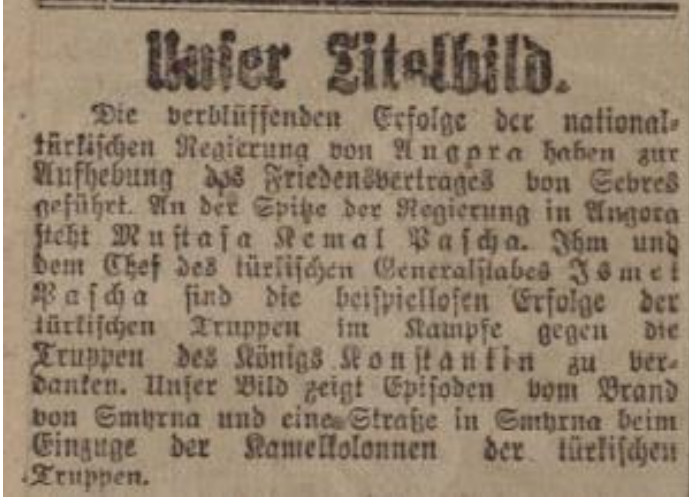 Unser Titelbild.
Die verblüffenden Erfolge der national-
türkischen Regierung von Angora haben zur
Aufhebung des Friedensvertrages von Sevres
geführt. An der Spitze der Regierung in Angora
steht Mustafa Kemal Pascha. Ihm und
dem Chef des türkischen Generalstabes Ismet
Pascha sind die beispiellosen Erfolge der
türkischen Truppen im Kampfe gegen die
Truppen des Königs Konstantin zu ver-
danken. Unser Bild zeigt Episoden vom Brand
von Smyrna und eine Straße in Smyrna beim
Einzuge der Kamelkolonnen der türkischen
Truppen.